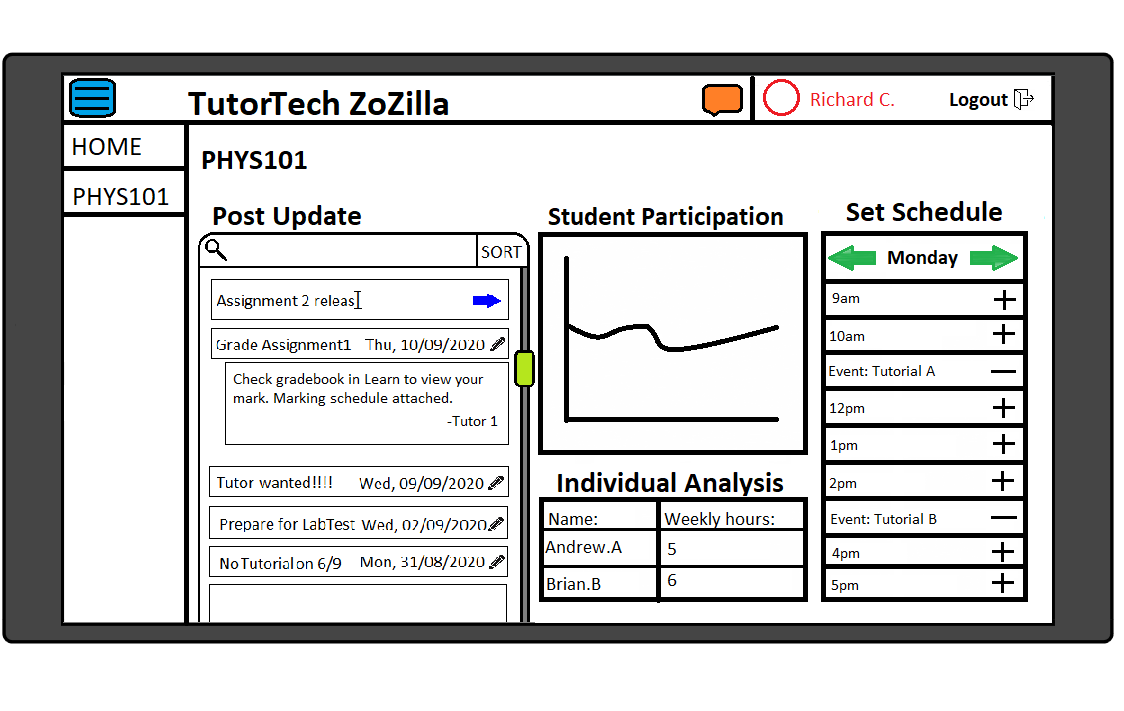 TutorTech ZoZilla
Richard C.
Logout
HOME
PHYS101
PHYS101
Post Update
SORT
Assignment 2 releas
Grade Assignment1 Thu, 10/09/2020
Check gradebook in Learn to view your
mark. Marking schedule attached.
-Tutor 1
Tutor wanted!!!! Wed, 09/09/2020
Prepare for LabTest Wed, 02/09/2020
No Tutorial on 6/9 Mon, 31/08/2020
Student Participation
Individual Analysis
Name: Weekly hours:
Andrew.A 5
Brian.B 6
Set Schedule
Monday
9am
10am
Event: Tutorial A
12pm
1pm
2pm
Event: Tutorial B
4pm
5pm